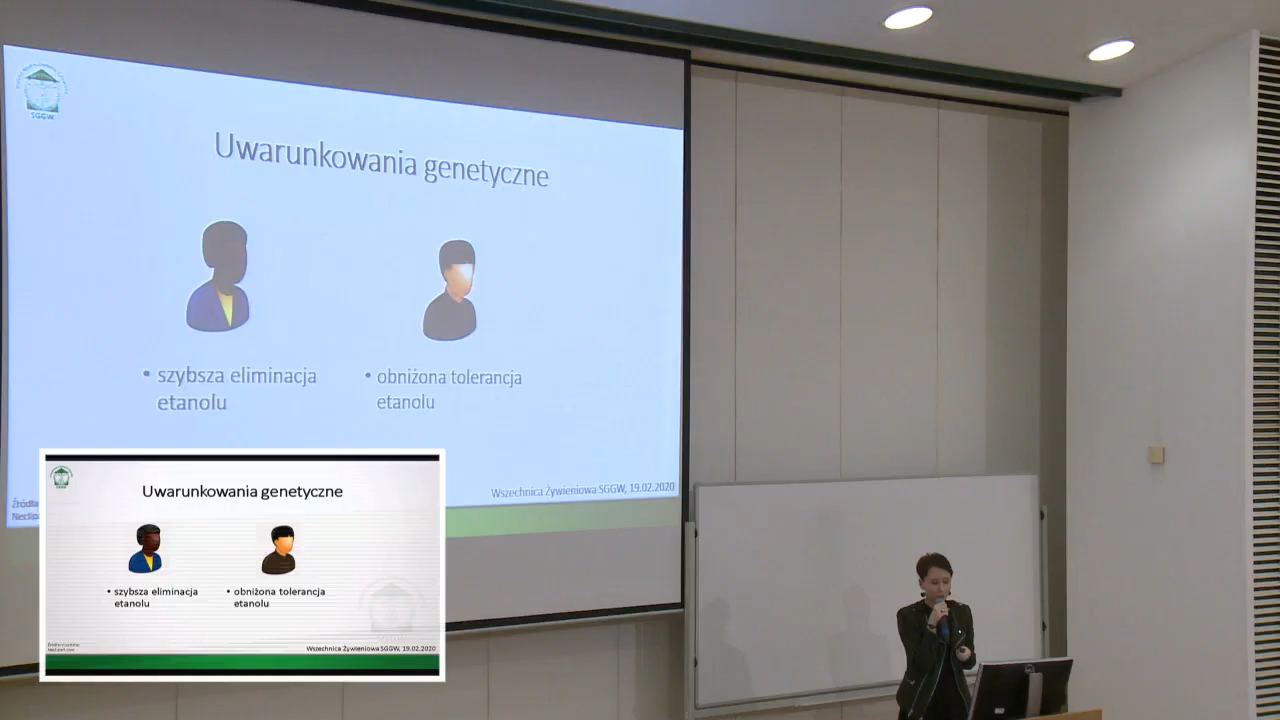 SGGW
Uwarunkowania genetyczne
• szybsza eliminacja
etanolu
• obniżona tolerancja
etanolu
Wszechnica Żywieniowa SGGW, 19.02.2020
Uwarunkowania genetyczne
• szybsza eliminacja
etanolu
• obniżona tolerancja
etanolu
Wszechnica Żywieniowa SGGW, 19.02.2020